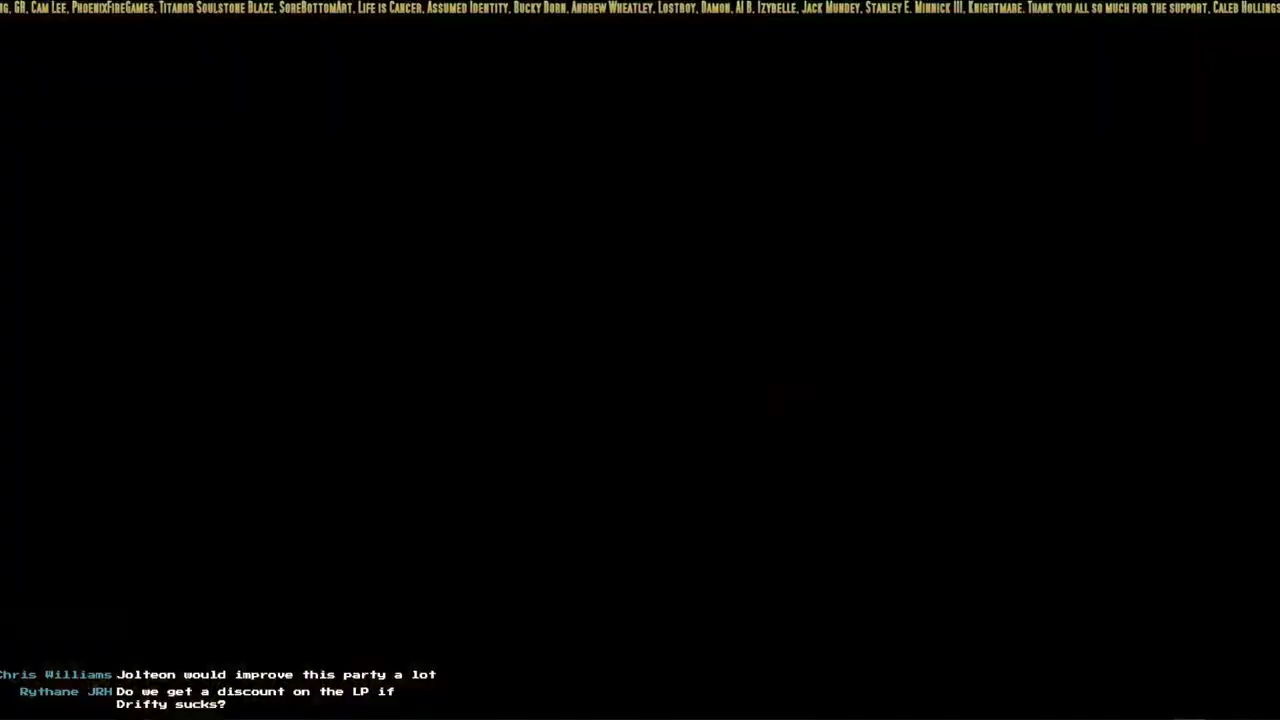 GR, Cam Lee, PhoenixFireGames, Titanor Soulstone Blaze, SoreBottomArt, Life is Cancer, Assumed Identity, Bucky Dorn, Andrew Wheatley, Lostboy, Damon, Al B, Izybelle, Jack Mundey, Stanley E. Minnick III, Knightmare. Thank you all so much for the support, Caleb Hollings
Chris Williams Jolteon would improve this party a lot
Rythane JRH Do we get a discount on the LP if
Drifty sucks?